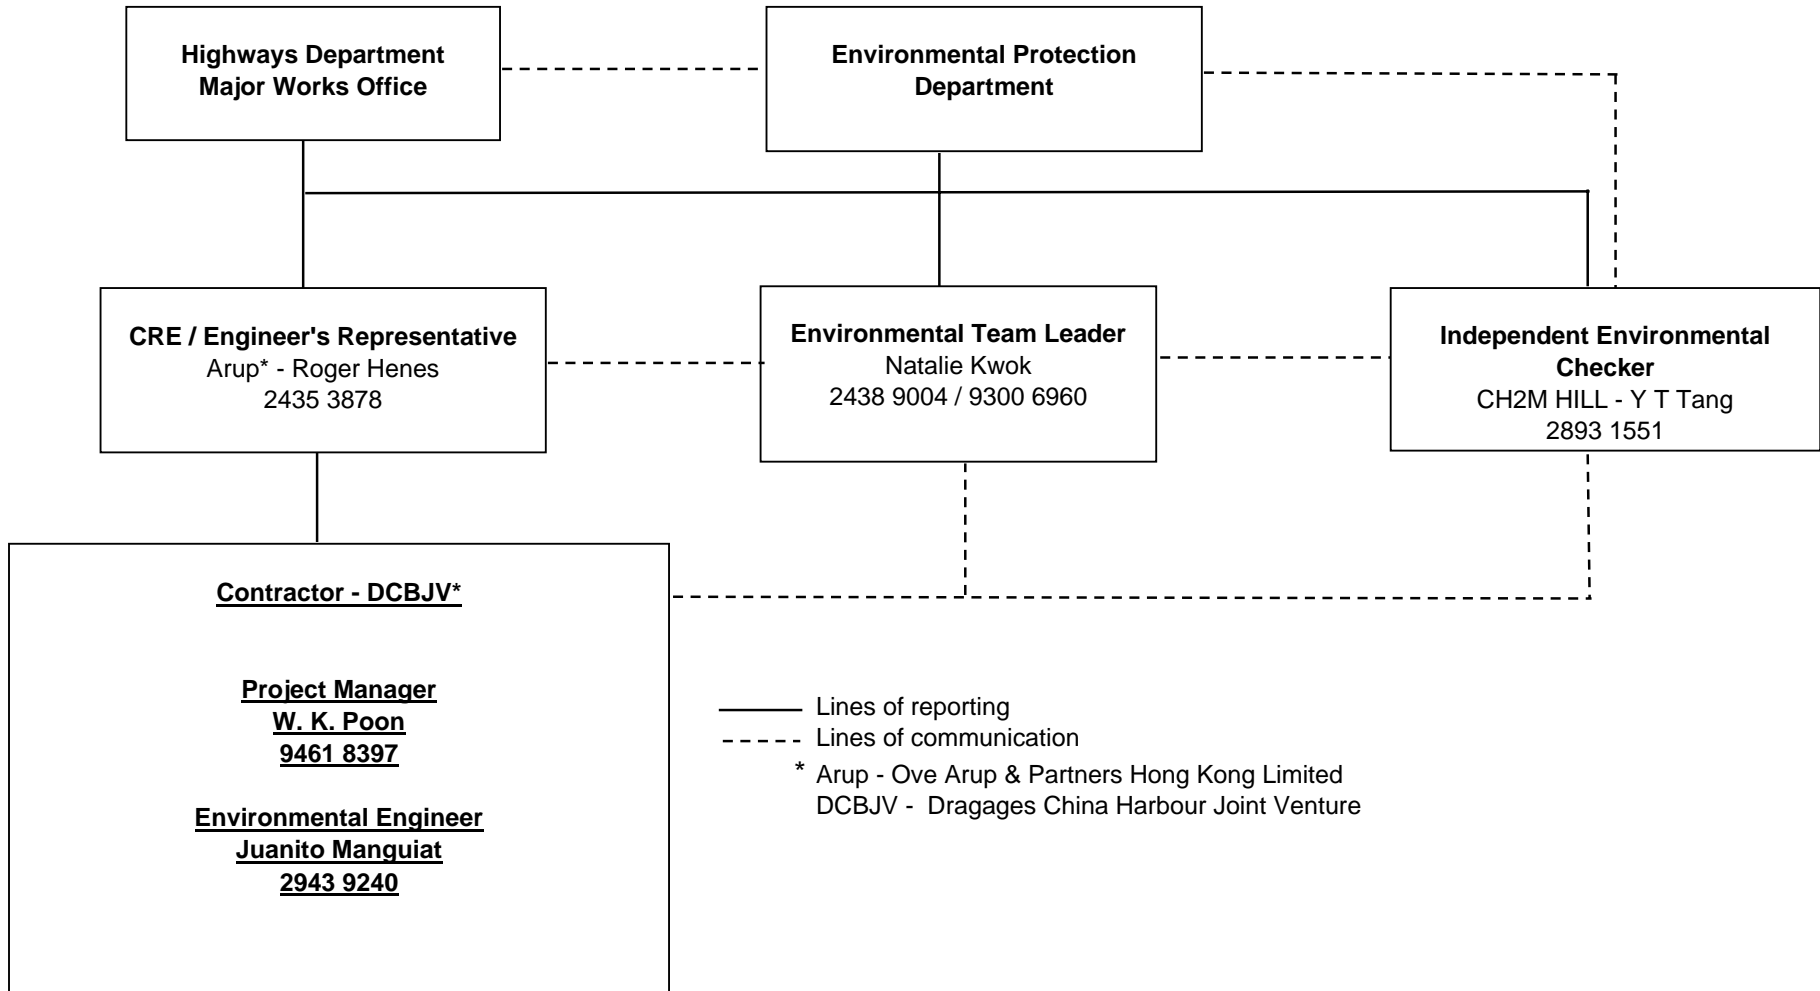 Highways Department
Major Works Office
Environmental Protection
Department
CRE / Engineer's Representative
Arup* - Roger Henes
2435 3878
Environmental Team Leader
Natalie Kwok
2438 9004 / 9300 6960
Independent Environmental
Checker
CH2M HILL - Y T Tang
2893 1551
Contractor - DCBJV*
Project Manager
W. K. Poon
9461 8397
Environmental Engineer
Juanito Manguiat
2943 9240
Lines of reporting
Lines of communication
* Arup - Ove Arup & Partners Hong Kong Limited
DCBJV - Dragages China Harbour Joint Venture